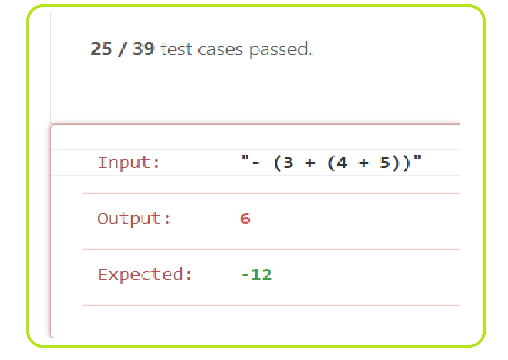 25 / 39 test cases passed.
Input: "- (3 + (4 + 5))"
Output: 6
Expected: -12